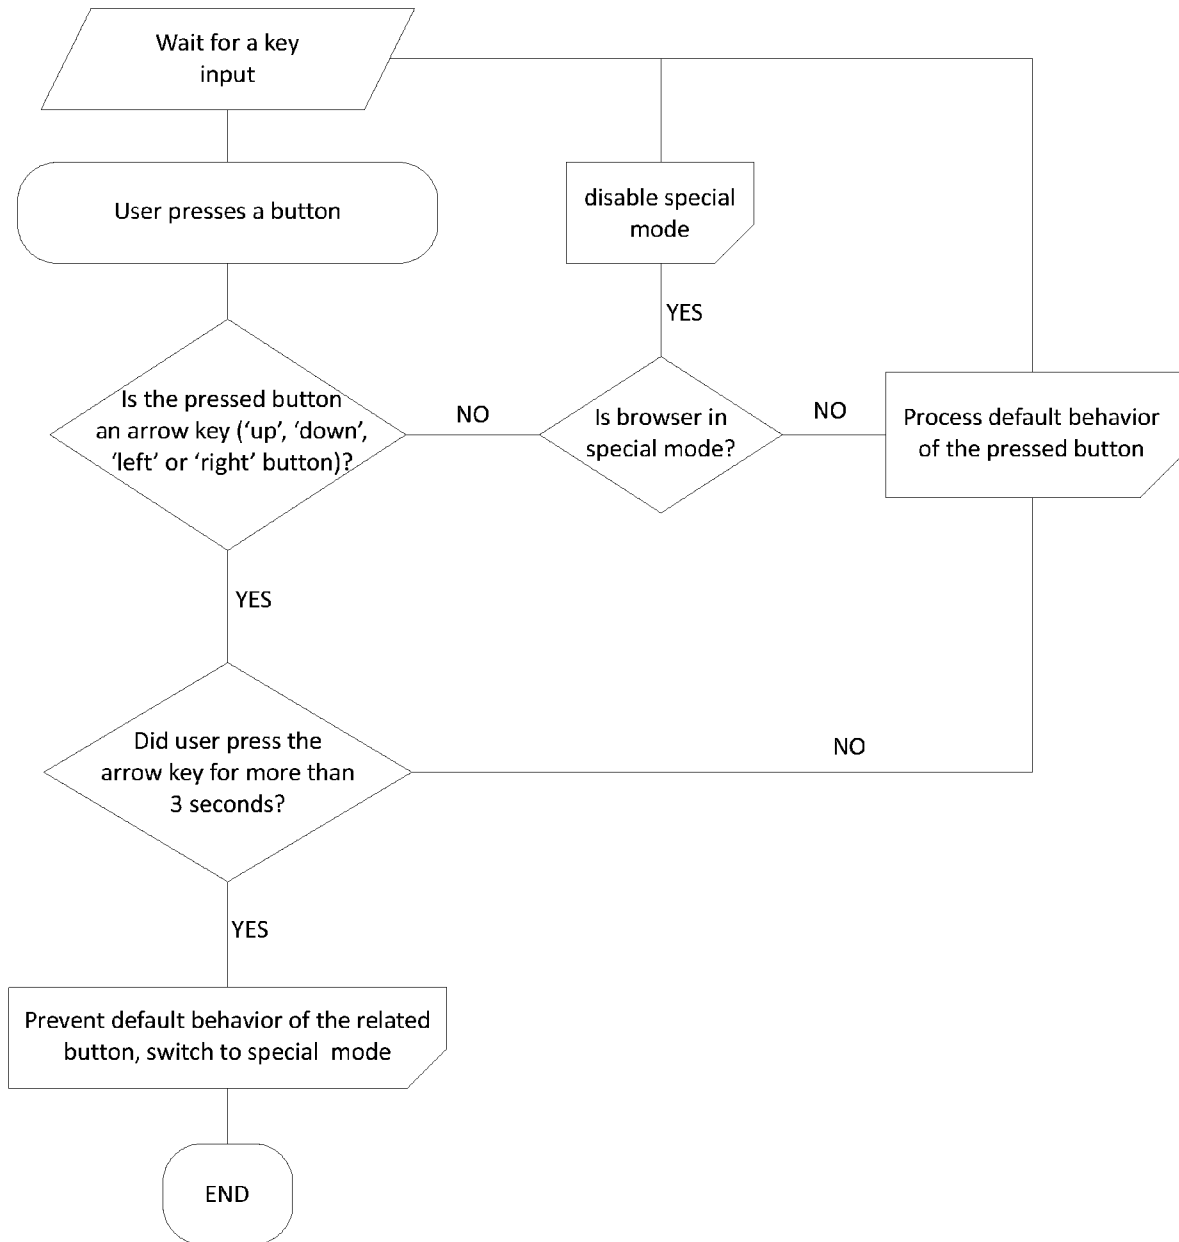 Wait for a key
input
User presses a button
disable special
mode
YES
Is the pressed button
an arrow key (‘up’, ‘down’,
‘left’ or ‘right’ button)?
NO
Is browser in
special mode?
NO
Process default behavior
of the pressed button
YES
Did user press the
arrow key for more than
3 seconds?
NO
YES
Prevent default behavior of the related
button, switch to special  mode
END